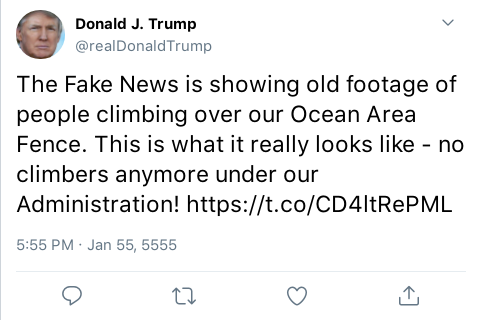 Donald J. Trump
@realDonaldTrump
The Fake News is showing old footage of
people climbing over our Ocean Area
Fence. This is what it really looks like - no
climbers anymore under our
Administration! https://t.co/CD4ltRePML
5:55 PM · Jan 55, 5555